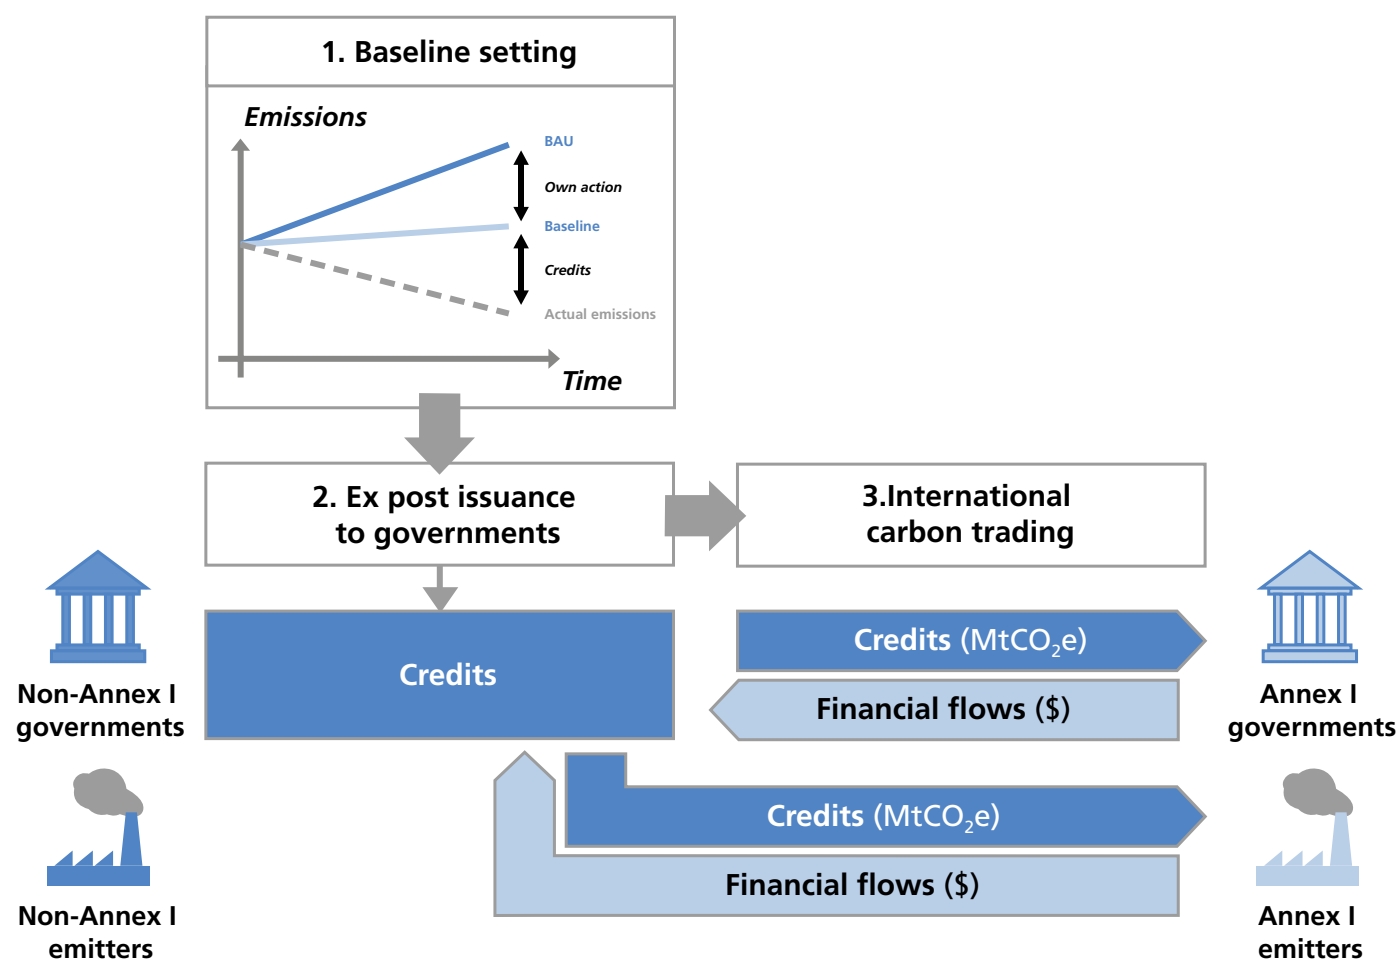 1. Baseline setting
Emissions
BAU
Own action
Baseline
Credits
Actual emissions
Time
2. Ex post issuance
to governments
3.International
carbon trading
Non-Annex I
governments
Credits
Credits (MtCO₂e)
Financial flows ($)
Annex I
governments
Non-Annex I
emitters
Credits (MtCO₂e)
Financial flows ($)
Annex I
emitters